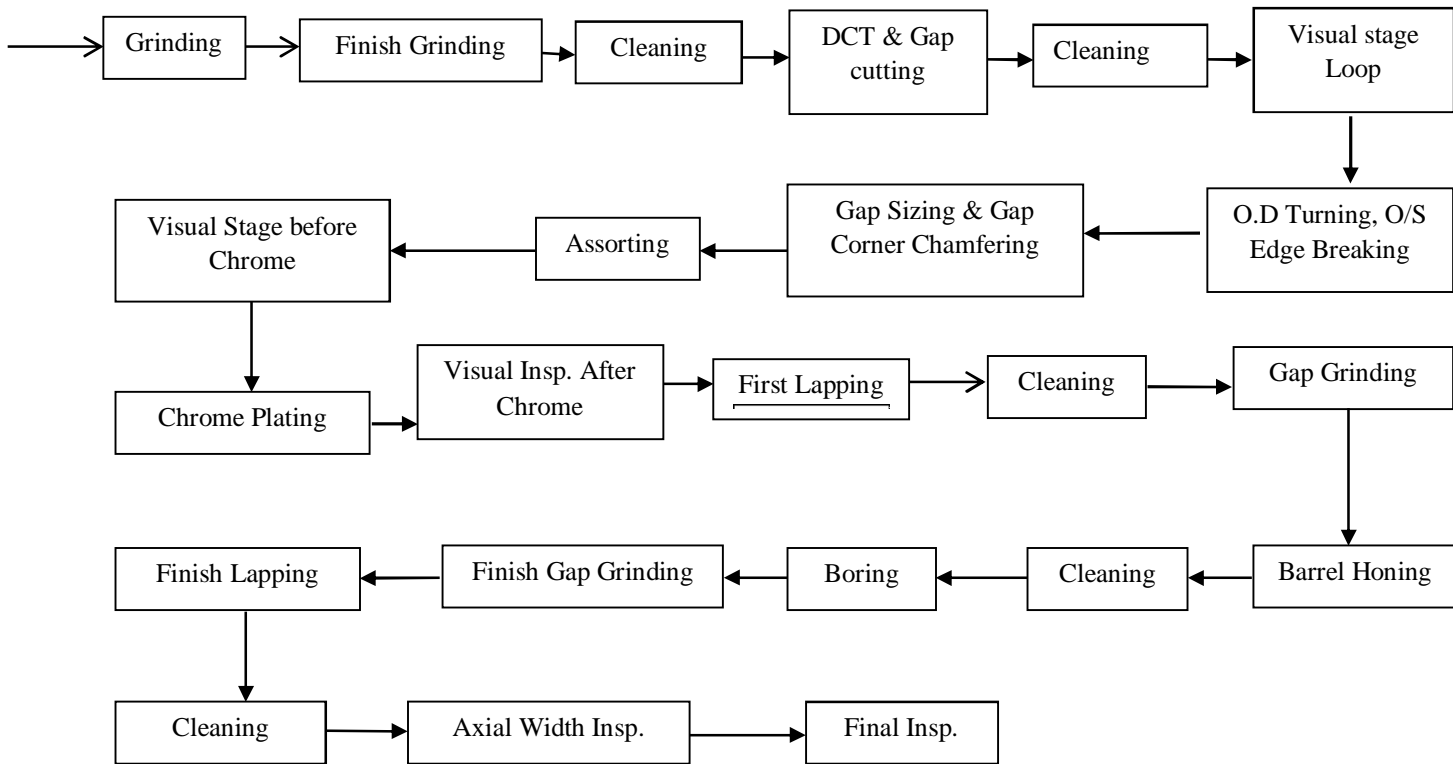 Grinding
Finish Grinding
Cleaning
DCT & Gap
cutting
Cleaning
Visual stage
Loop
O.D Turning, O/S
Edge Breaking
Gap Sizing & Gap
Corner Chamfering
Assorting
Visual Stage before
Chrome
Chrome Plating
Visual Insp. After
Chrome
First Lapping
Cleaning
Gap Grinding
Barrel Honing
Cleaning
Boring
Finish Gap Grinding
Finish Lapping
Cleaning
Axial Width Insp.
Final Insp.